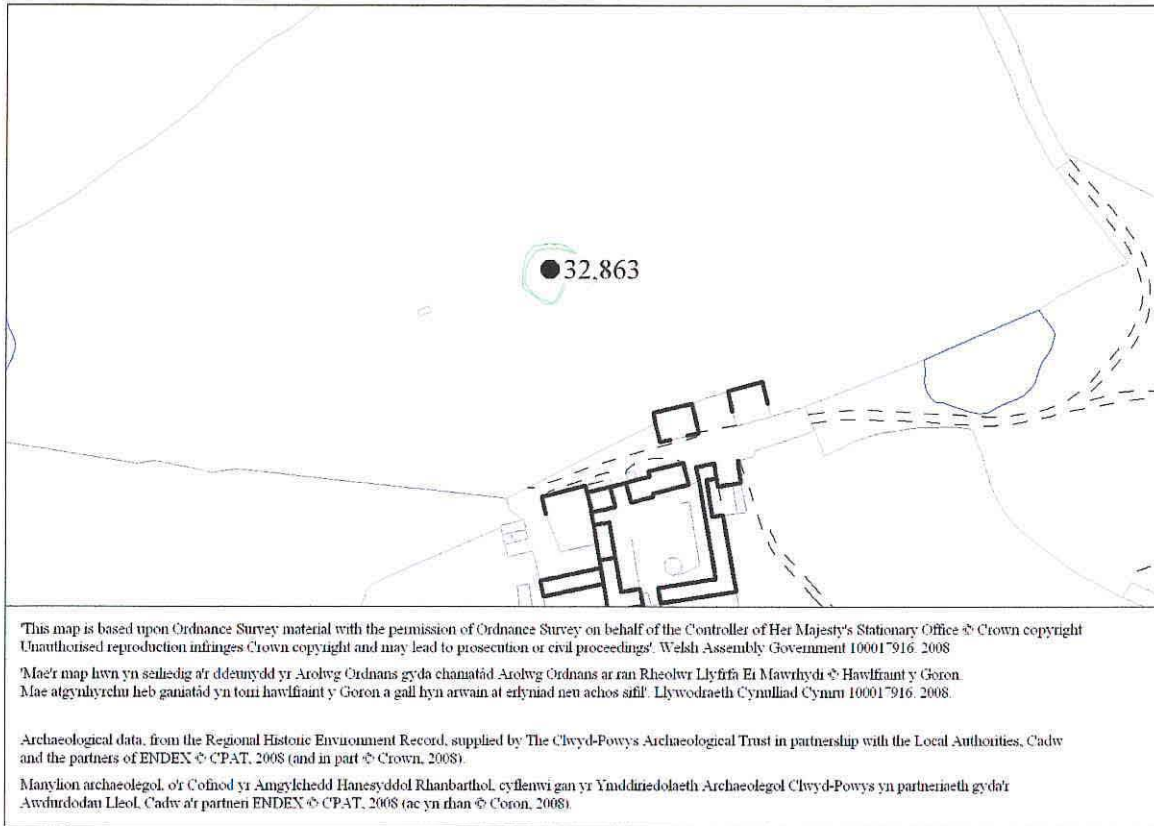 32,863
'This map is based upon Ordnance Survey material with the permission of Ordnance Survey on behalf of the Controller of Her Majesty's Stationary Office © Crown copyright
Unauthorised reproduction infringes Crown copyright and may lead to prosecution or civil proceedings'. Welsh Assembly Government 100017916. 2008
'Mae'r map hwn yn seiliedig a'r ddeunydd yr Arolwg Ordnans gyda chaniatâd Arolwg Ordnans ar ran Rheolwr Llyfrfa Ei Mawrhydi © Hawlfraint y Goron.
Mae atgynhyrchu heb ganiatâd yn torri hawlfraint y Goron a gall hyn arwain at erlyniad neu achos sifil'. Llywodraeth Cynulliad Cymru 100017916. 2008.
Archaeological data, from the Regional Historic Environment Record, supplied by The Clwyd-Powys Archaeological Trust in partnership with the Local Authorities, Cadw
and the partners of ENDEX © CPAT, 2008 (and in part © Crown, 2008).
Manylion archaeolegol, o'r Cofnod yr Amgylchedd Hanesyddol Rhanbarthol, cyflenwi gan yr Ymddiriedolaeth Archaeolegol Clwyd-Powys yn partneriaeth gyda'r
Awdurdodau Lleol, Cadw a'r partneri ENDEX © CPAT, 2008 (ac yn rhan © Coron, 2008).